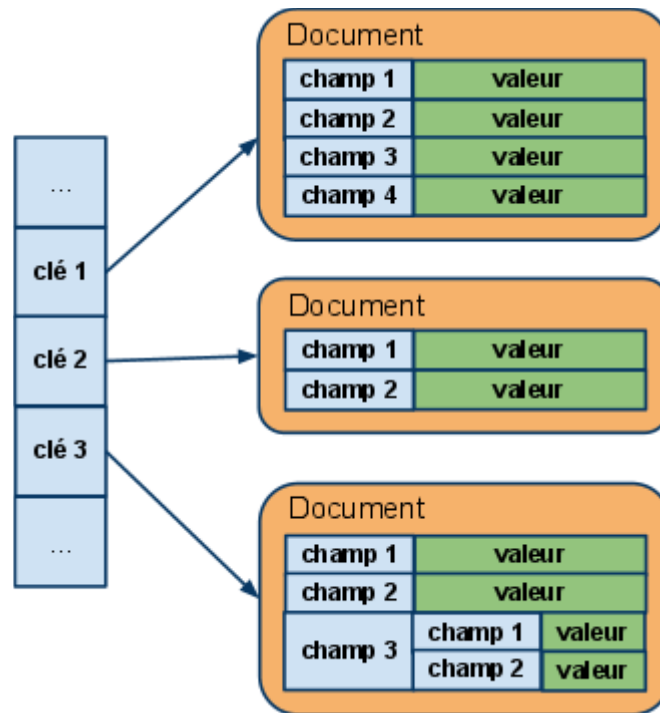 ...
clé 1
clé 2
clé 3
...
Document
champ 1 valeur
champ 2 valeur
champ 3 valeur
champ 4 valeur
Document
champ 1 valeur
champ 2 valeur
Document
champ 1 valeur
champ 2 valeur
champ 3
champ 1 valeur
champ 2 valeur